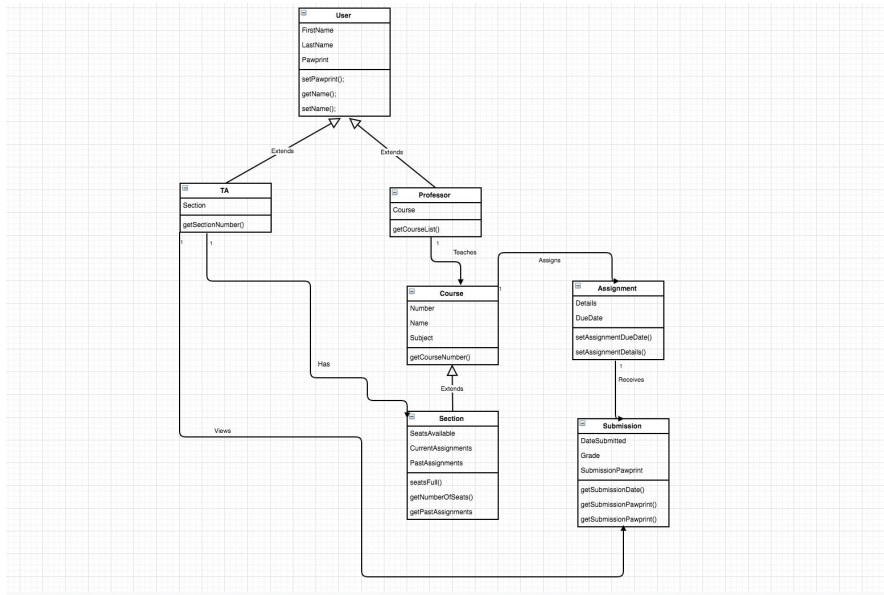 User
FirstName
LastName
Pawprint
setPawprint();
getName();
setName();
Extends
Extends
TA
Section
getSectionNumber()
1
1
Professor
Course
getCourseList()
1
Teaches
Assigns
1
Course
Number
Name
Subject
getCourseNumber()
Assignment
Details
DueDate
setAssignmentDueDate()
setAssignmentDetails()
1
Receives
Has
Extends
Views
Section
SeatsAvailable
CurrentAssignments
PastAssignments
seatsFull()
getNumberOfSeats()
getPastAssignments
Submission
DateSubmitted
Grade
SubmissionPawprint
getSubmissionDate()
getSubmissionPawprint()
getSubmissionPawprint()